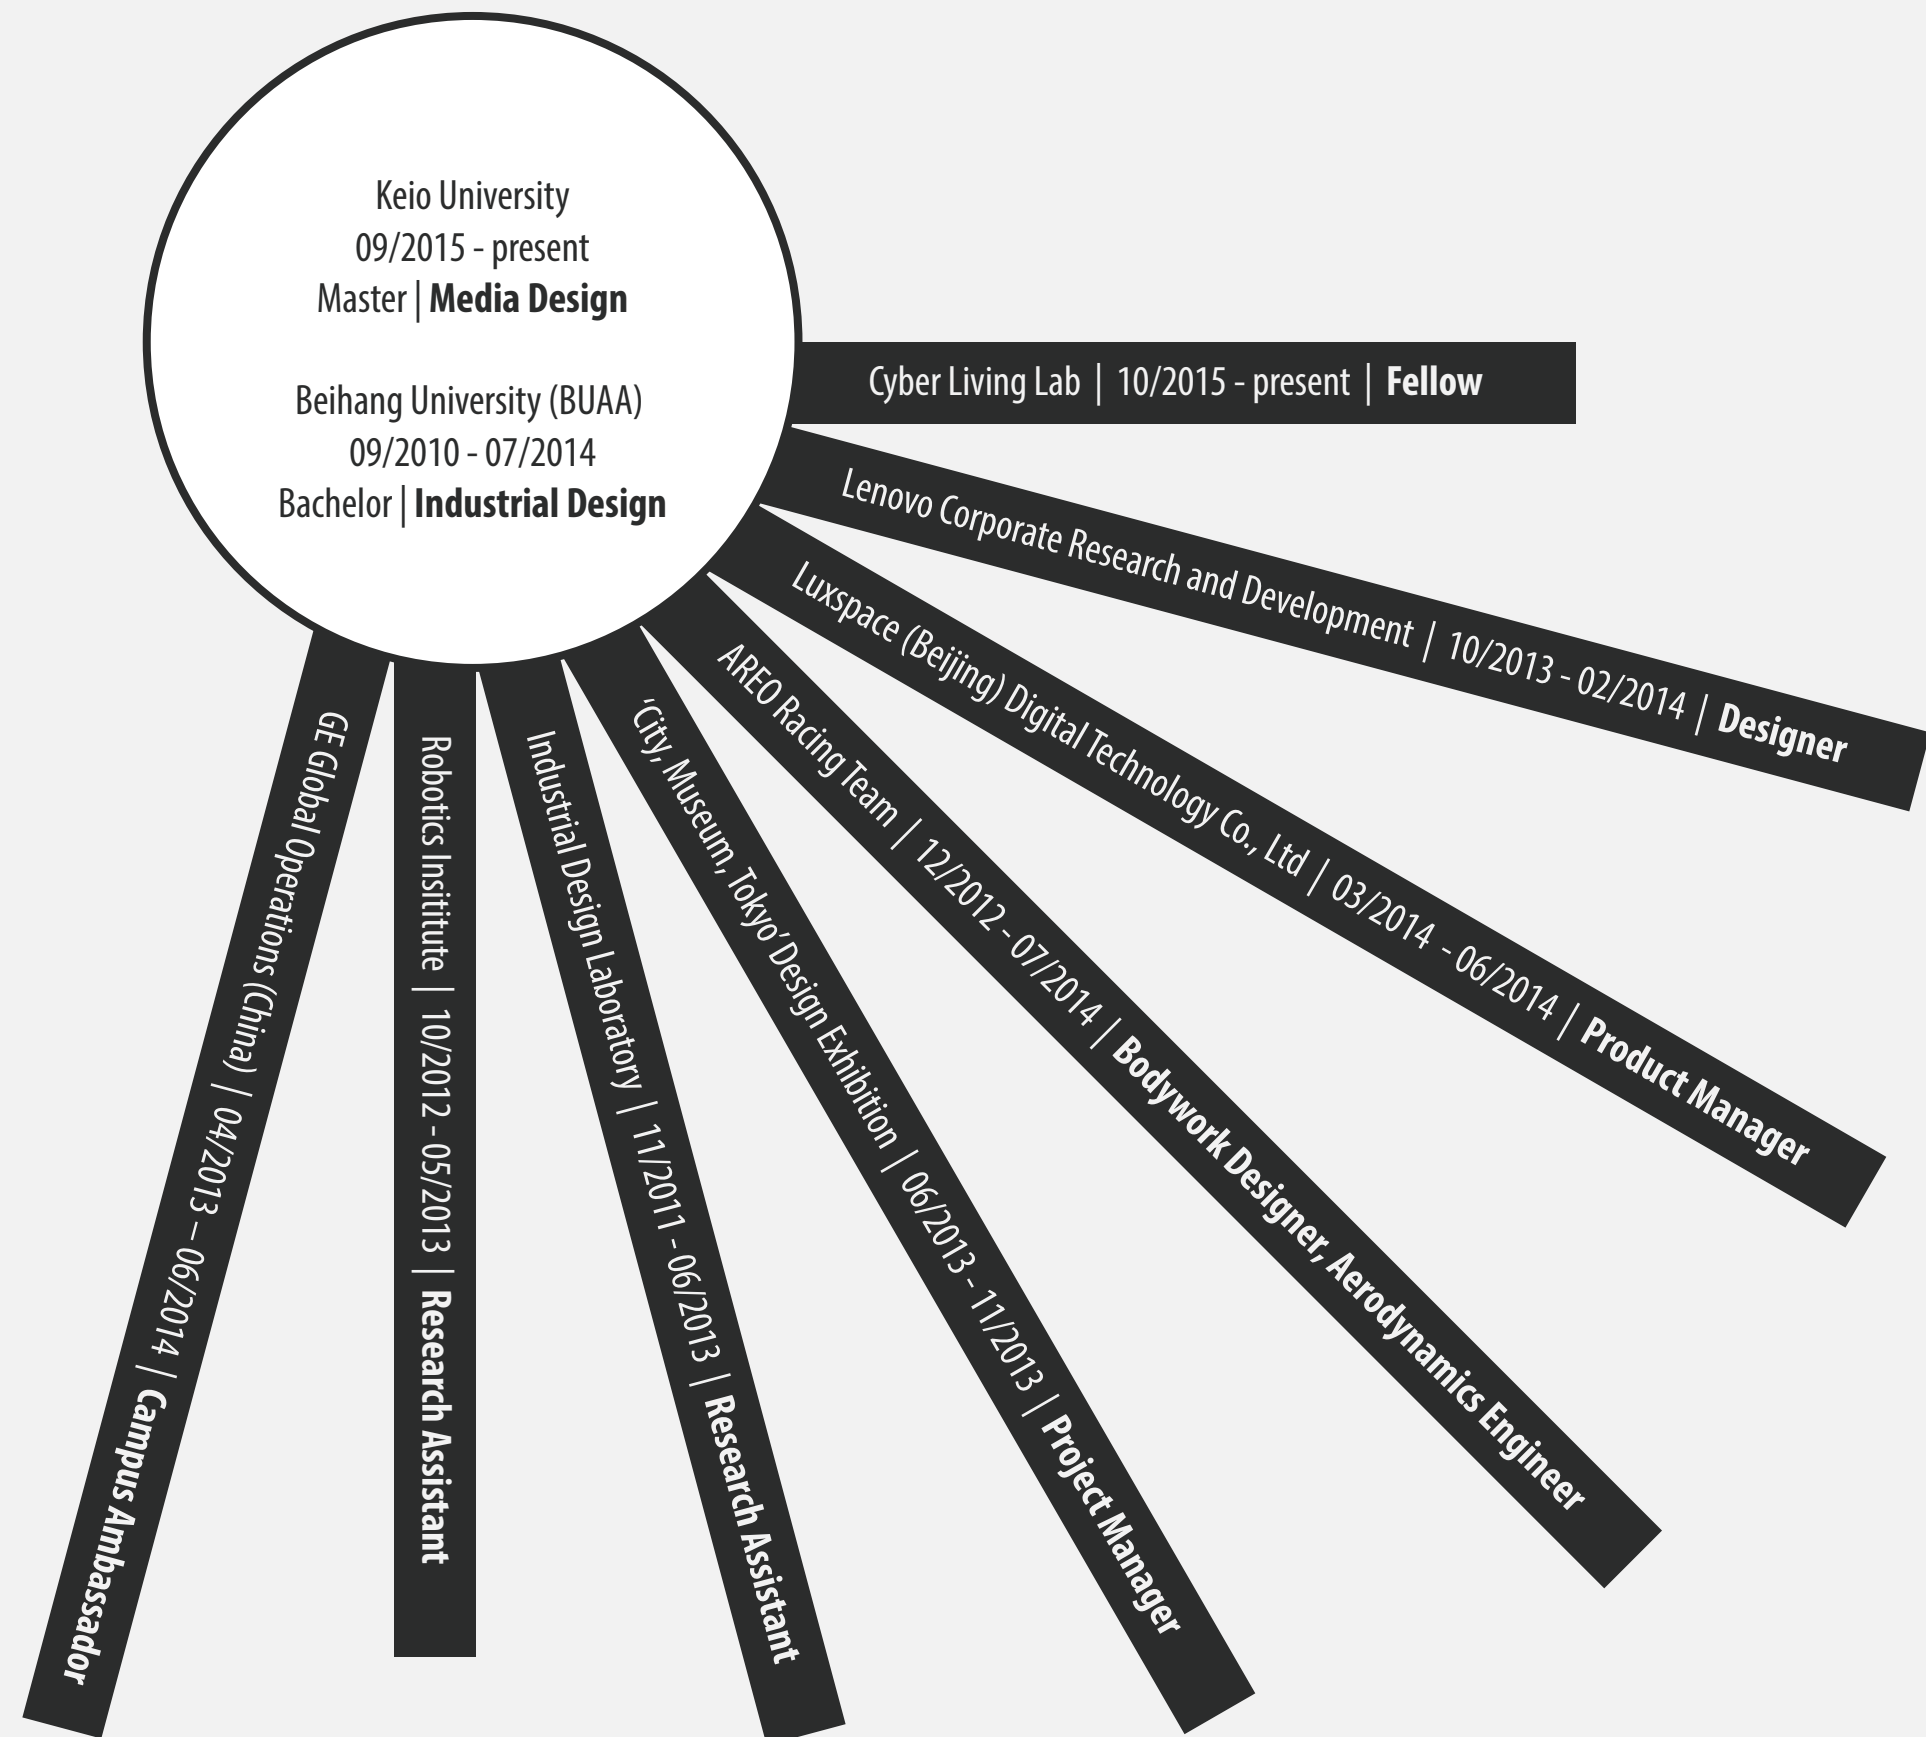 Keio University
09/2015 - present
Master | Media Design
Beihang University (BUAA)
09/2010 - 07/2014
Bachelor | Industrial Design
Cyber Living Lab | 10/2015 - present | Fellow
Lenovo Corporate Research and Development | 10/2013 - 02/2014 | Designer
Luxspace (Beijing) Digital Technology Co., Ltd | 03/2014 - 06/2014 | Product Manager
AREO Racing Team | 12/2012 - 07/2014 | Bodywork Designer, Aerodynamics Engineer
‘City, Museum, Tokyo’ Design Exhibition | 06/2013 - 11/2013 | Project Manager
Industrial Design Laboratory | 11/2011 - 06/2013 | Research Assistant
Robotics Insititute | 10/2012 - 05/2013 | Research Assistant
GE Global Operations (China) | 04/2013 – 06/2014 | Campus Ambassador